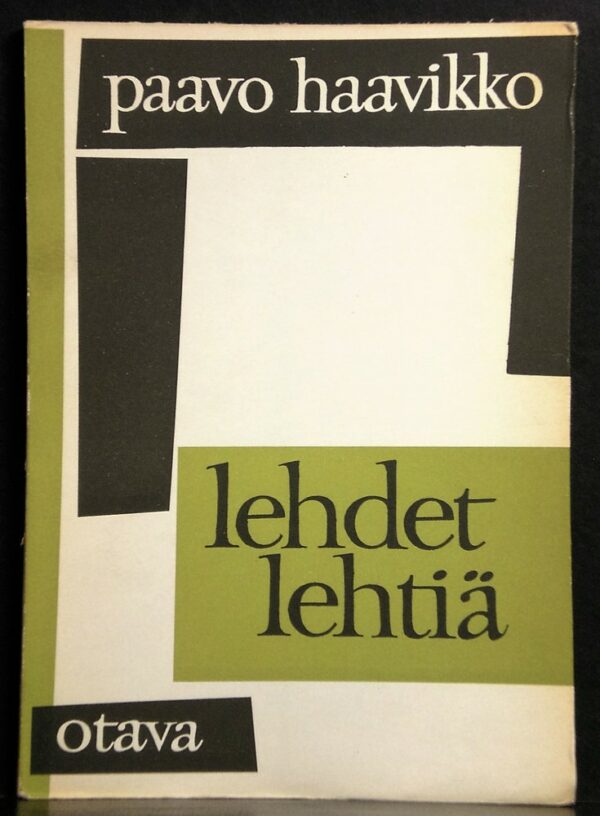 paavo haavikko
lehdet
lehtiä
otava